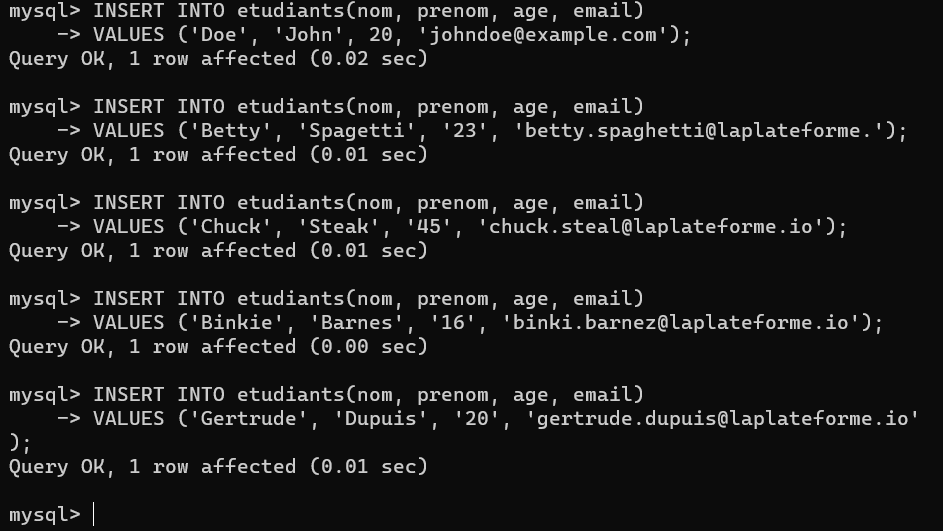 mysql> INSERT INTO etudiants(nom, prenom, age, email)
    -> VALUES ('Doe', 'John', 20, 'johndoe@example.com');
Query OK, 1 row affected (0.02 sec)

mysql> INSERT INTO etudiants(nom, prenom, age, email)
    -> VALUES ('Betty', 'Spagetti', '23', 'betty.spaghetti@laplateforme.');
Query OK, 1 row affected (0.01 sec)

mysql> INSERT INTO etudiants(nom, prenom, age, email)
    -> VALUES ('Chuck', 'Steak', '45', 'chuck.steal@laplateforme.io');
Query OK, 1 row affected (0.01 sec)

mysql> INSERT INTO etudiants(nom, prenom, age, email)
    -> VALUES ('Binkie', 'Barnes', '16', 'binki.barnez@laplateforme.io');
Query OK, 1 row affected (0.00 sec)

mysql> INSERT INTO etudiants(nom, prenom, age, email)
    -> VALUES ('Gertrude', 'Dupuis', '20', 'gertrude.dupuis@laplateforme.io'
);
Query OK, 1 row affected (0.01 sec)

mysql>